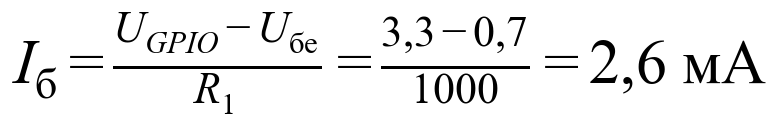 I_б = (U_GPIO − U_бе) / R_1 = (3,3 − 0,7) / 1000 = 2,6 мА